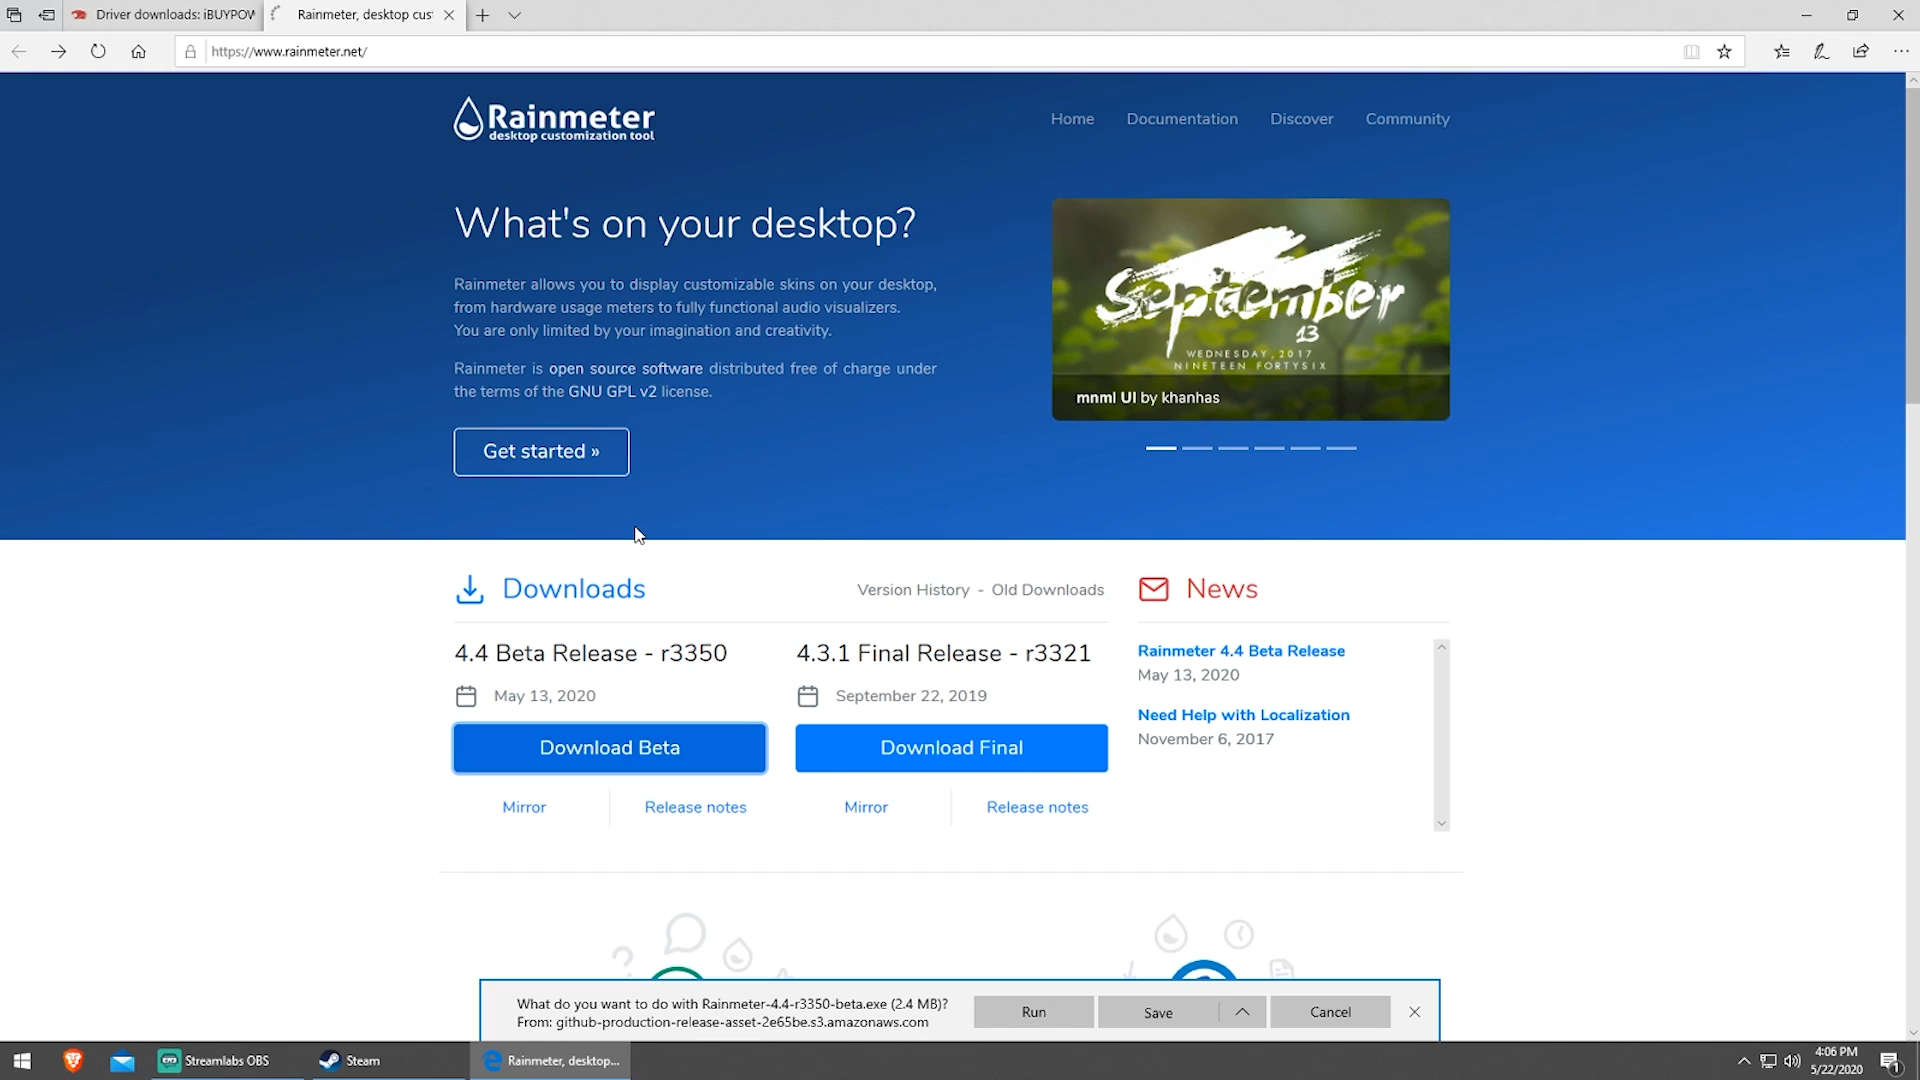 Driver downloads: iBUYPOW
Rainmeter, desktop cus
https://www.rainmeter.net/
Rainmeter
desktop customization tool
Home
Documentation
Discover
Community
What's on your desktop?
Rainmeter allows you to display customizable skins on your desktop,
from hardware usage meters to fully functional audio visualizers.
You are only limited by your imagination and creativity.
Rainmeter is open source software distributed free of charge under
the terms of the GNU GPL v2 license.
Get started »
September
13
WEDNESDAY, 2017
NINETEEN FORTYSIX
mnml UI by khanhas
Downloads
Version History - Old Downloads
News
4.4 Beta Release - r3350
May 13, 2020
Download Beta
Mirror
Release notes
4.3.1 Final Release - r3321
September 22, 2019
Download Final
Mirror
Release notes
Rainmeter 4.4 Beta Release
May 13, 2020
Need Help with Localization
November 6, 2017
What do you want to do with Rainmeter-4.4-r3350-beta.exe (2.4 MB)?
From: github-production-release-asset-2e65be.s3.amazonaws.com
Run
Save
Cancel
Streamlabs OBS
Steam
Rainmeter, desktop...
4:06 PM
5/22/2020
1